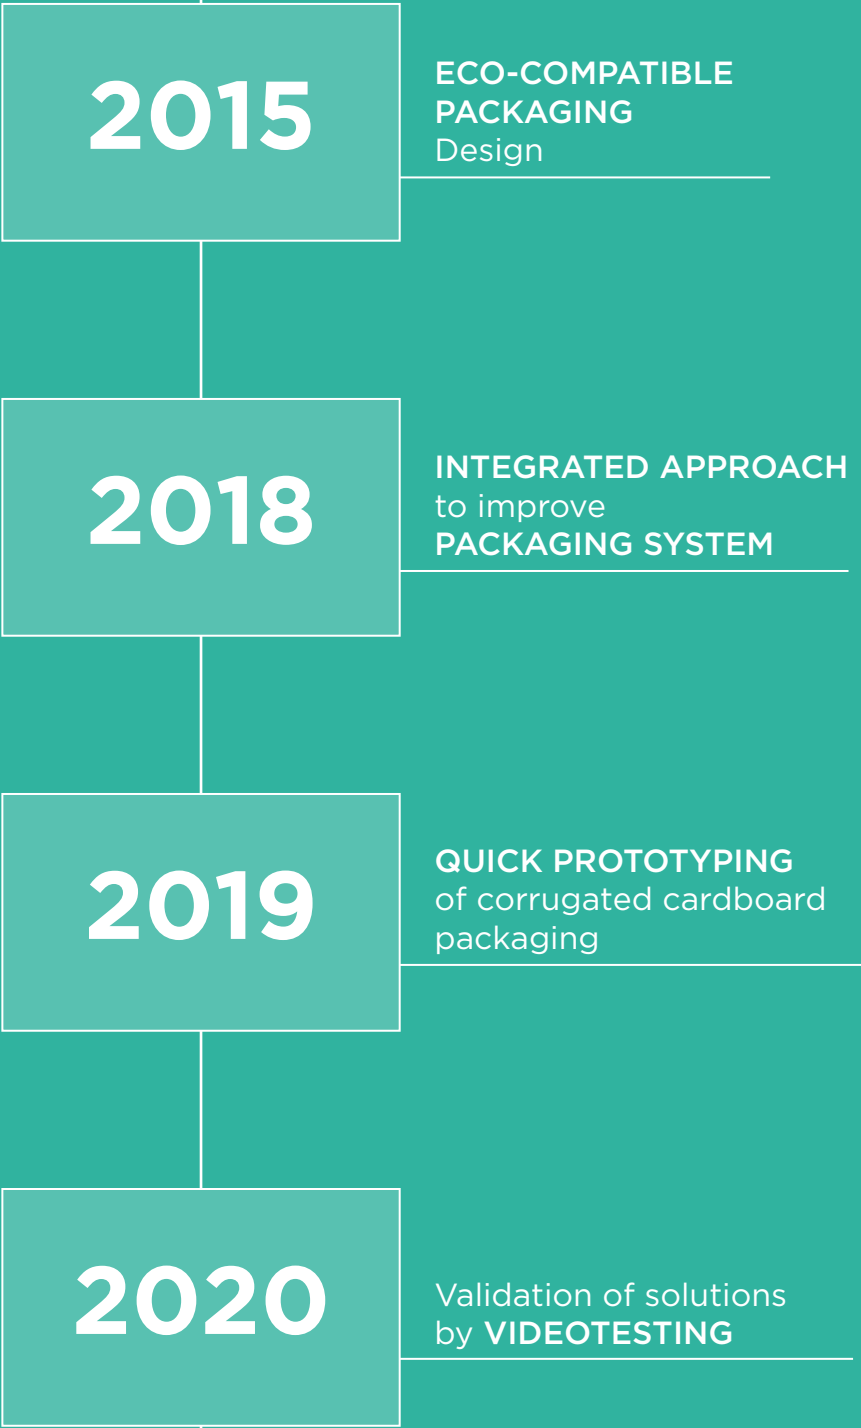 2015
ECO-COMPATIBLE
PACKAGING
Design
2018
INTEGRATED APPROACH
to improve
PACKAGING SYSTEM
2019
QUICK PROTOTYPING
of corrugated cardboard
packaging
2020
Validation of solutions
by VIDEOTESTING